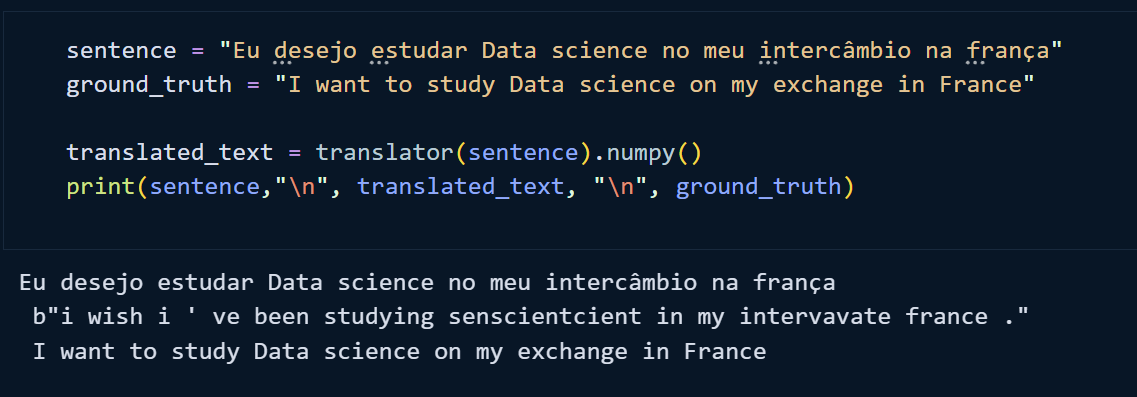 sentence = "Eu desejo estudar Data science no meu intercâmbio na frança"
ground_truth = "I want to study Data science on my exchange in France"
translated_text = translator(sentence).numpy()
print(sentence,"\n", translated_text, "\n", ground_truth)
Eu desejo estudar Data science no meu intercâmbio na frança
b"i wish i ' ve been studying senscientcient in my intervavate france ."
I want to study Data science on my exchange in France